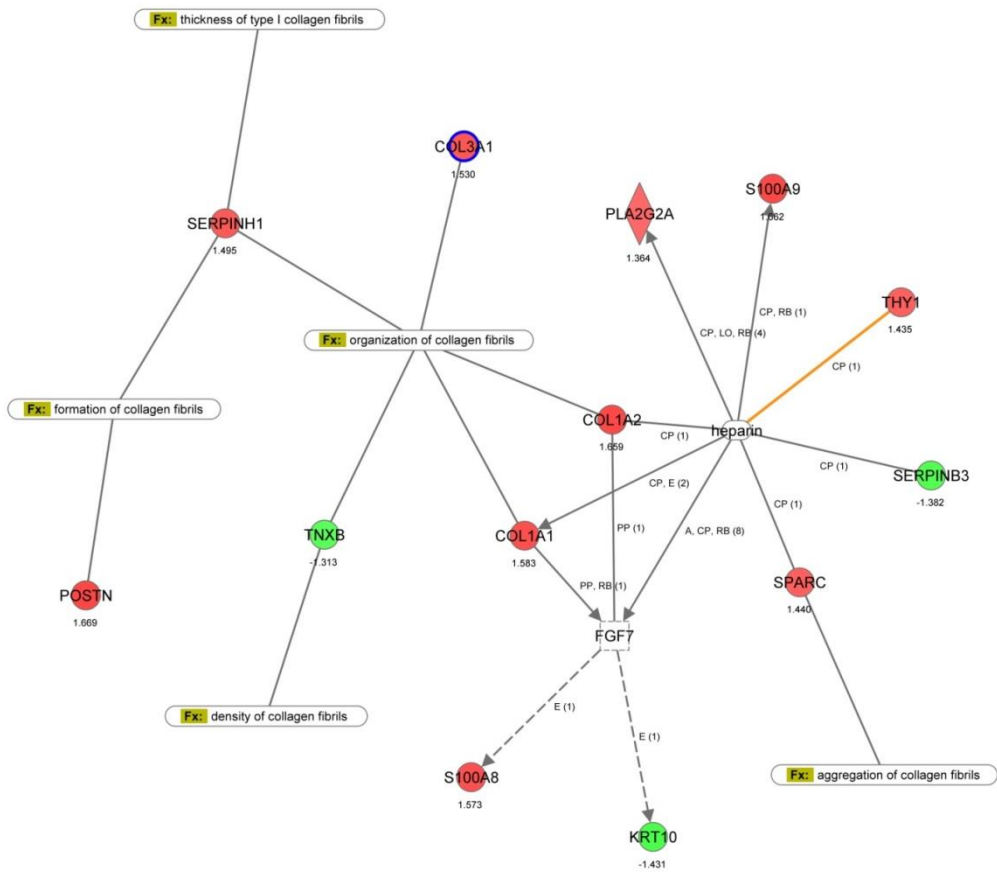 Fx: thickness of type I collagen fibrils
COL3A1
1.530
S100A9
1.662
PLA2G2A
1.364
SERPINH1
1.495
THY1
1.435
CP, RB (1)
CP, LO, RB (4)
Fx: organization of collagen fibrils
CP (1)
Fx: formation of collagen fibrils
COL1A2
1.659
CP (1)
heparin
CP (1)
SERPINB3
-1.382
CP, E (2)
CP (1)
TNXB
-1.313
COL1A1
1.583
PP (1)
A, CP, RB (8)
POSTN
1.669
PP, RB (1)
SPARC
1.440
FGF7
Fx: density of collagen fibrils
E (1)
E (1)
S100A8
1.573
Fx: aggregation of collagen fibrils
KRT10
-1.431